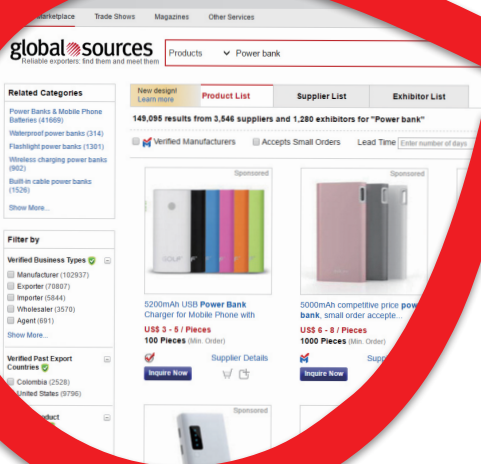 Marketplace Trade Shows Magazines Other Services
global sources
Reliable exporters: find them and meet them
Products Power bank
Related Categories
Power Banks & Mobile Phone
Batteries (41669)
Waterproof power banks (314)
Flashlight power banks (1301)
Wireless charging power banks
(902)
Built-in cable power banks
(1526)
Show More...
Filter by
Verified Business Types
Manufacturer (102937)
Exporter (70807)
Importer (5844)
Wholesaler (3570)
Agent (691)
Show More...
Verified Past Export
Countries
Colombia (2528)
United States (9796)
New design!
Learn more
Product List Supplier List Exhibitor List
149,095 results from 3,546 suppliers and 1,280 exhibitors for "Power bank"
Verified Manufacturers Accepts Small Orders Lead Time Enter number of days
Sponsored
GOLF
5200mAh USB Power Bank
Charger for Mobile Phone with
US$ 3 - 5 / Pieces
100 Pieces (Min. Order)
Supplier Details
Inquire Now
Sponsored
5000mAh competitive price pow
bank, small order accepte...
US$ 6 - 8 / Pieces
1000 Pieces (Min. Order)
Supp
Inquire Now
Sponsored